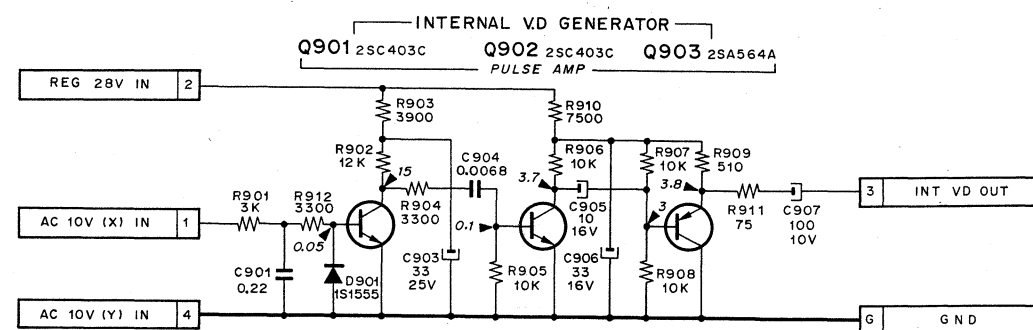 INTERNAL V.D GENERATOR
Q901 2SC403C Q902 2SC403C Q903 2SA564A
PULSE AMP
REG 28V IN 2
R903
3900
R910
7500
R902
12K
15
C904
0.0068
R906
10K
R907
10K
R909
510
3.7
3.8
AC 10V (X) IN 1
R901
3K
R912
3300
0.05
R904
3300
0.1
C905
10
16V
3
R911
75
C907
100
10V
3 INT VD OUT
C901
0.22
D901
1S1555
C903
33
25V
R905
10K
C906
33
16V
R908
10K
AC 10V (Y) IN 4
G GND